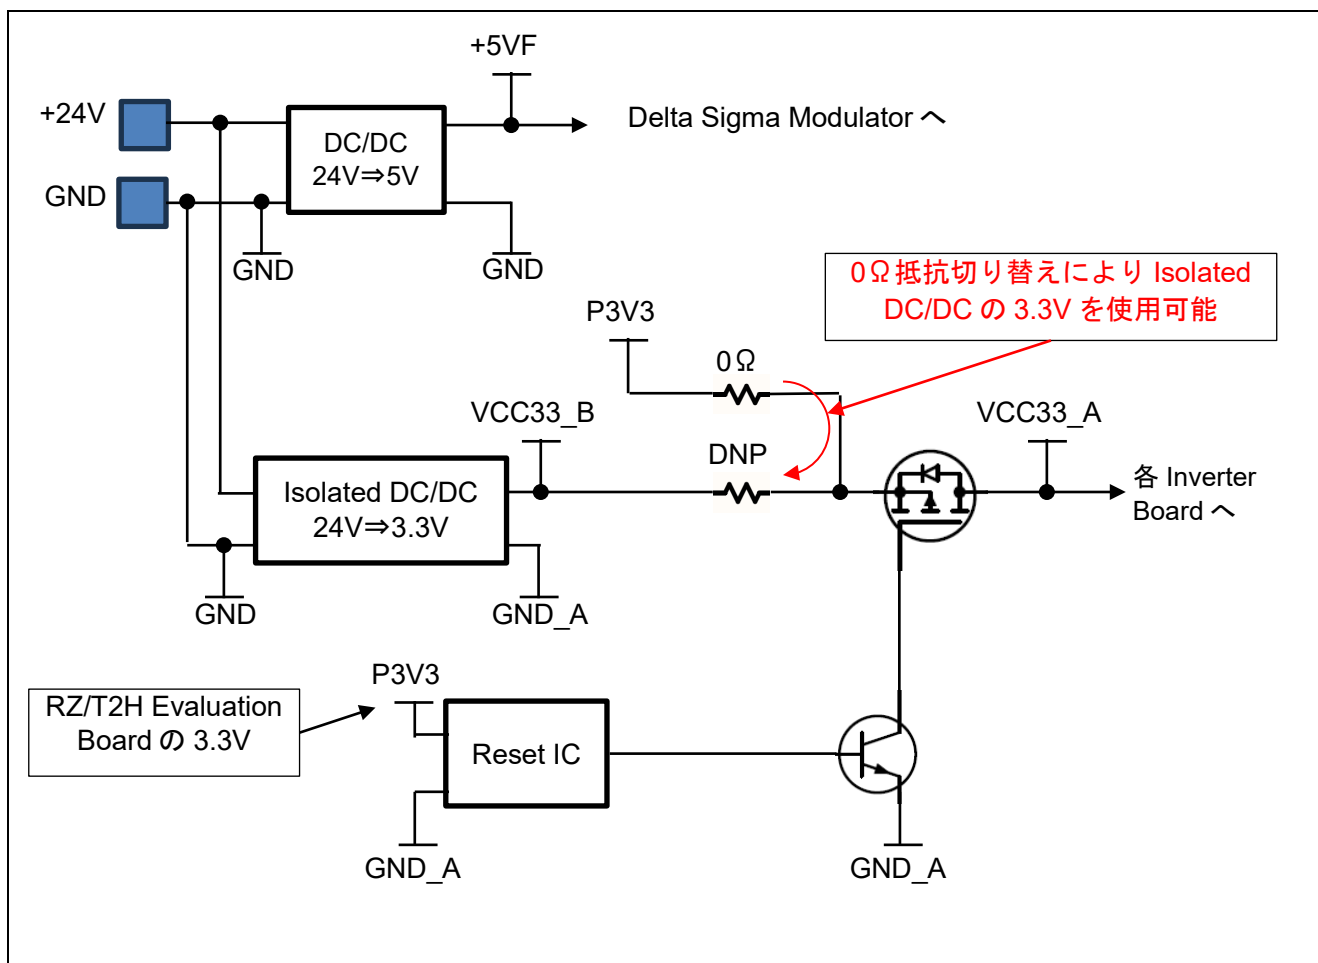 +5VF
+24V
DC/DC
24V⇒5V
Delta Sigma Modulator へ
GND
GND
GND
0Ω抵抗切り替えにより Isolated
DC/DC の 3.3V を使用可能
P3V3
0Ω
VCC33_B
DNP
VCC33_A
Isolated DC/DC
24V⇒3.3V
各 Inverter
Board へ
GND
GND_A
P3V3
RZ/T2H Evaluation
Board の 3.3V
Reset IC
GND_A
GND_A